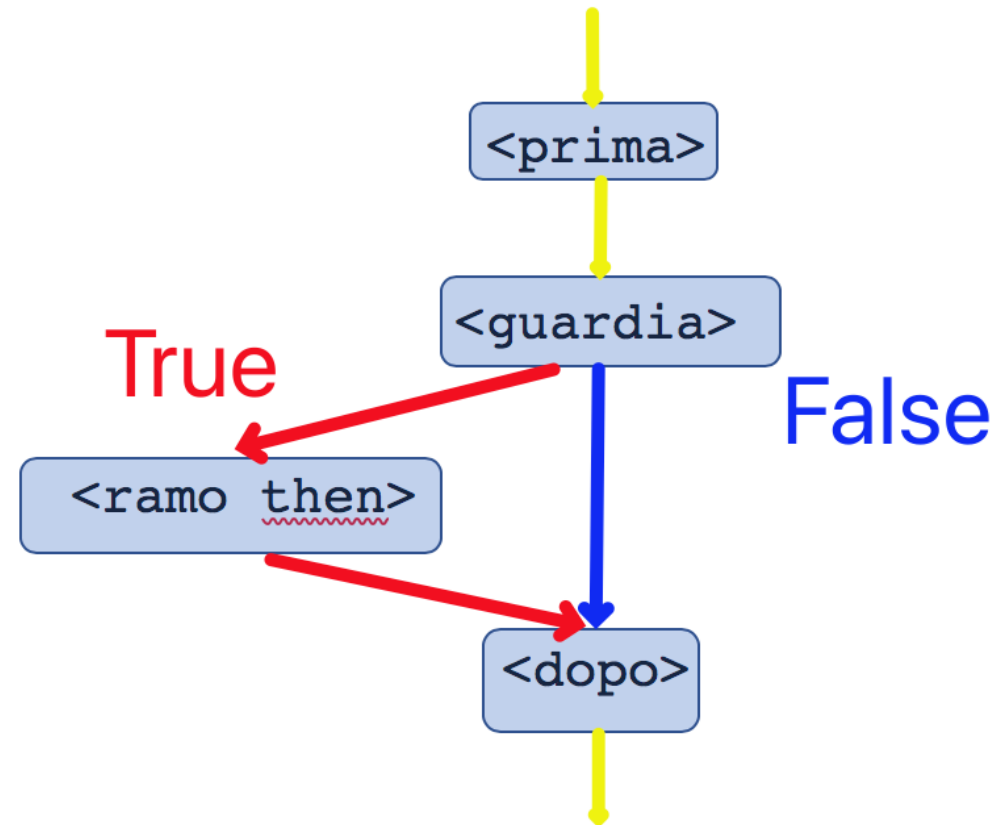 <prima>
<guardia>
True
False
<ramo then>
<dopo>